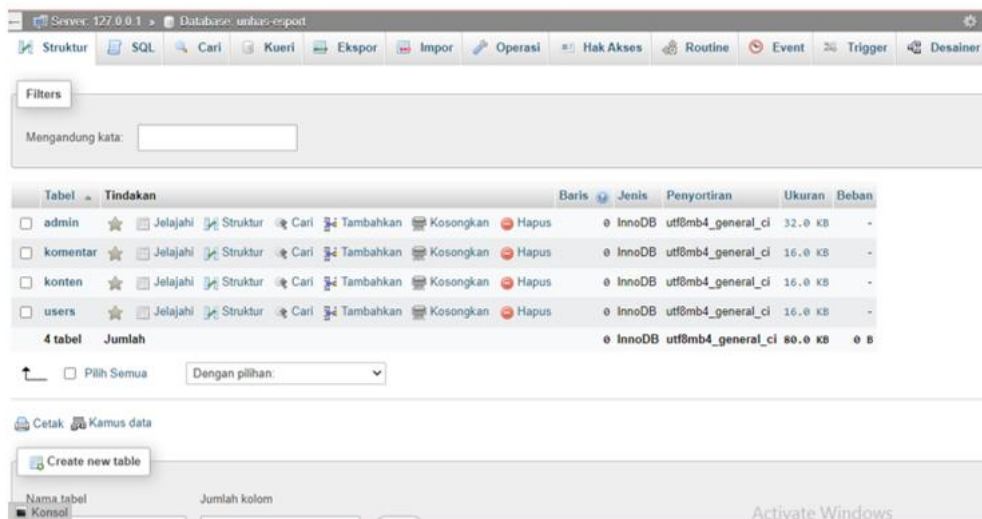 Server: 127.0.0.1 » Database: unhas-esport
Struktur SQL Cari Kueri Ekspor Impor Operasi Hak Akses Routine Event Trigger Desainer
Filters
Mengandung kata:
Tabel Tindakan Baris Jenis Penyortiran Ukuran Beban
admin Jelajahi Struktur Cari Tambahkan Kosongkan Hapus 0 InnoDB utf8mb4_general_ci 32.0 KB -
komentar Jelajahi Struktur Cari Tambahkan Kosongkan Hapus 0 InnoDB utf8mb4_general_ci 16.0 KB -
konten Jelajahi Struktur Cari Tambahkan Kosongkan Hapus 0 InnoDB utf8mb4_general_ci 16.0 KB -
users Jelajahi Struktur Cari Tambahkan Kosongkan Hapus 0 InnoDB utf8mb4_general_ci 16.0 KB -
4 tabel Jumlah 0 InnoDB utf8mb4_general_ci 80.0 KB 0 B
Pilih Semua Dengan pilihan:
Cetak Kamus data
Create new table
Nama tabel Jumlah kolom
Konsol
Activate Windows